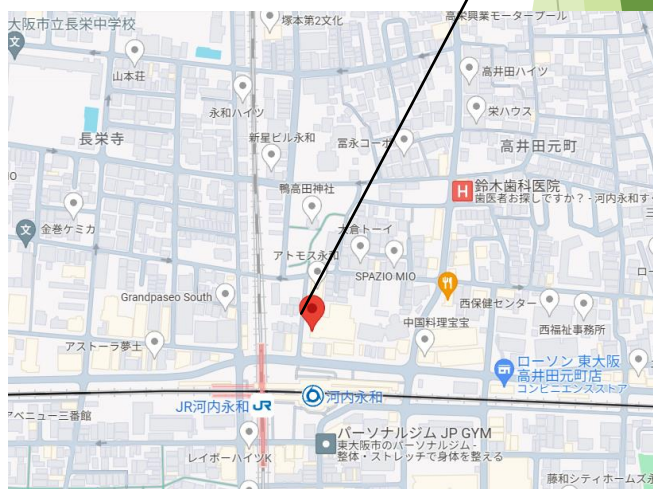 大阪市立長栄中学校
塚本第2文化
高栄興業モータープール
山本荘
高井田ハイツ
永和ハイツ
栄ハウス
長栄寺
新星ビル永和
冨永コーポ
高井田元町
鈴木歯科医院
歯医者お探しですか？ - 河内永和す
鴨高田神社
金巻ケミカ
大倉トーイ
アトモス永和
SPAZIO MIO
Grandpaseo South
西保健センター
中国料理宝宝
西福祉事務所
アストーラ夢士
ローソン 東大阪
高井田元町店
コンビニエンスストア
JR河内永和
JR
河内永和
アベニュー三番館
パーソナルジム JP GYM
東大阪市のパーソナルジム -
整体・ストレッチで身体を整える
レイボーハイツK
藤和シティホームズ永